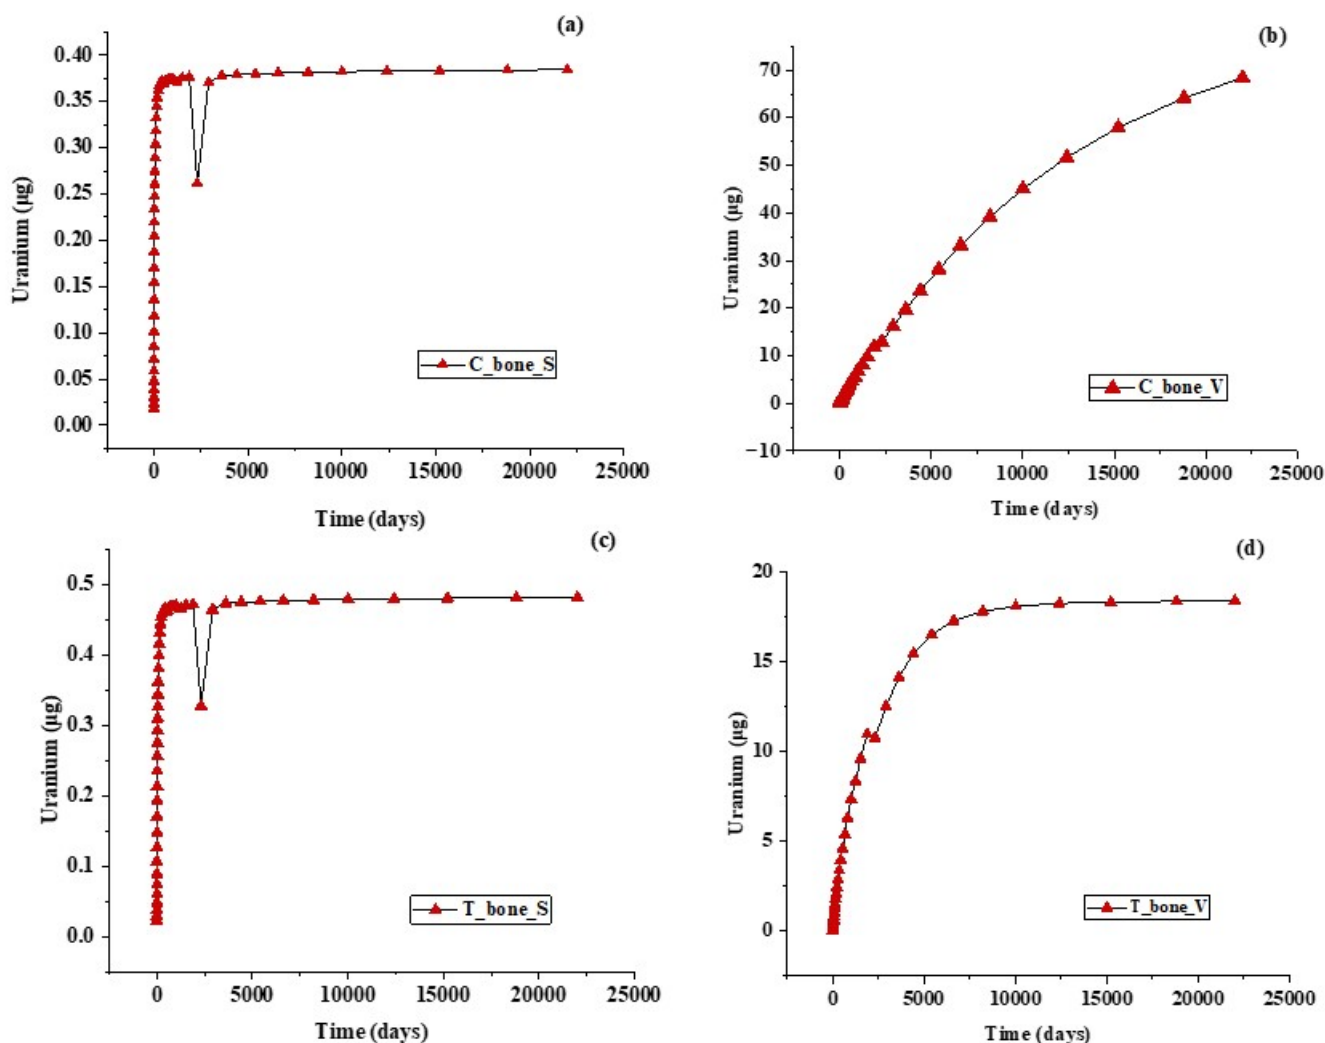 (a)
0.40
0.35
0.30
0.25
0.20
0.15
0.10
0.05
0.00
Uranium (µg)
C_bone_S
0 5000 10000 15000 20000 25000
Time (days)
(b)
70
60
50
40
30
20
10
0
−10
Uranium (µg)
C_bone_V
0 5000 10000 15000 20000 25000
Time (days)
(c)
0.5
0.4
0.3
0.2
0.1
0.0
Uranium (µg)
T_bone_S
0 5000 10000 15000 20000 25000
Time (days)
(d)
20
15
10
5
0
Uranium (µg)
T_bone_V
0 5000 10000 15000 20000 25000
Time (days)